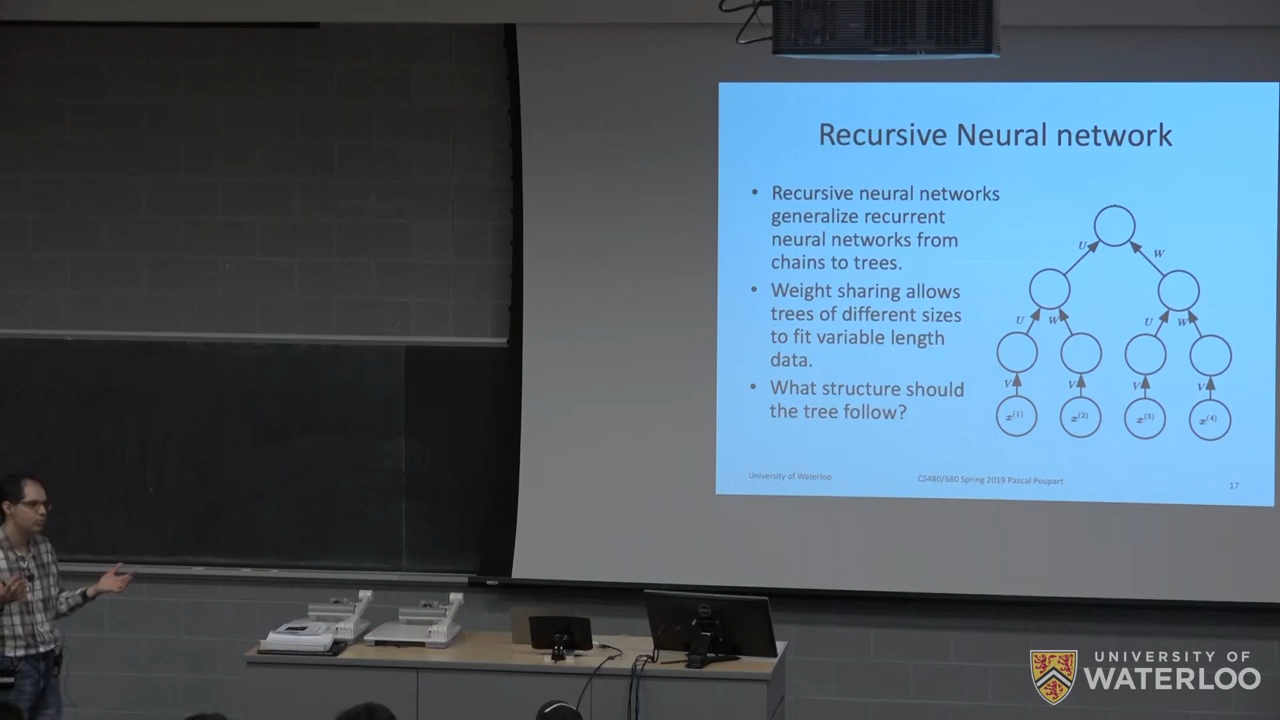 Recursive Neural network
• Recursive neural networks
generalize recurrent
neural networks from
chains to trees.
• Weight sharing allows
trees of different sizes
to fit variable length
data.
• What structure should
the tree follow?
U W
U W U W
V V V V
x(1) x(2) x(3) x(4)
University of Waterloo CS480/680 Spring 2019 Pascal Poupart 17
DELL
UNIVERSITY OF
WATERLOO